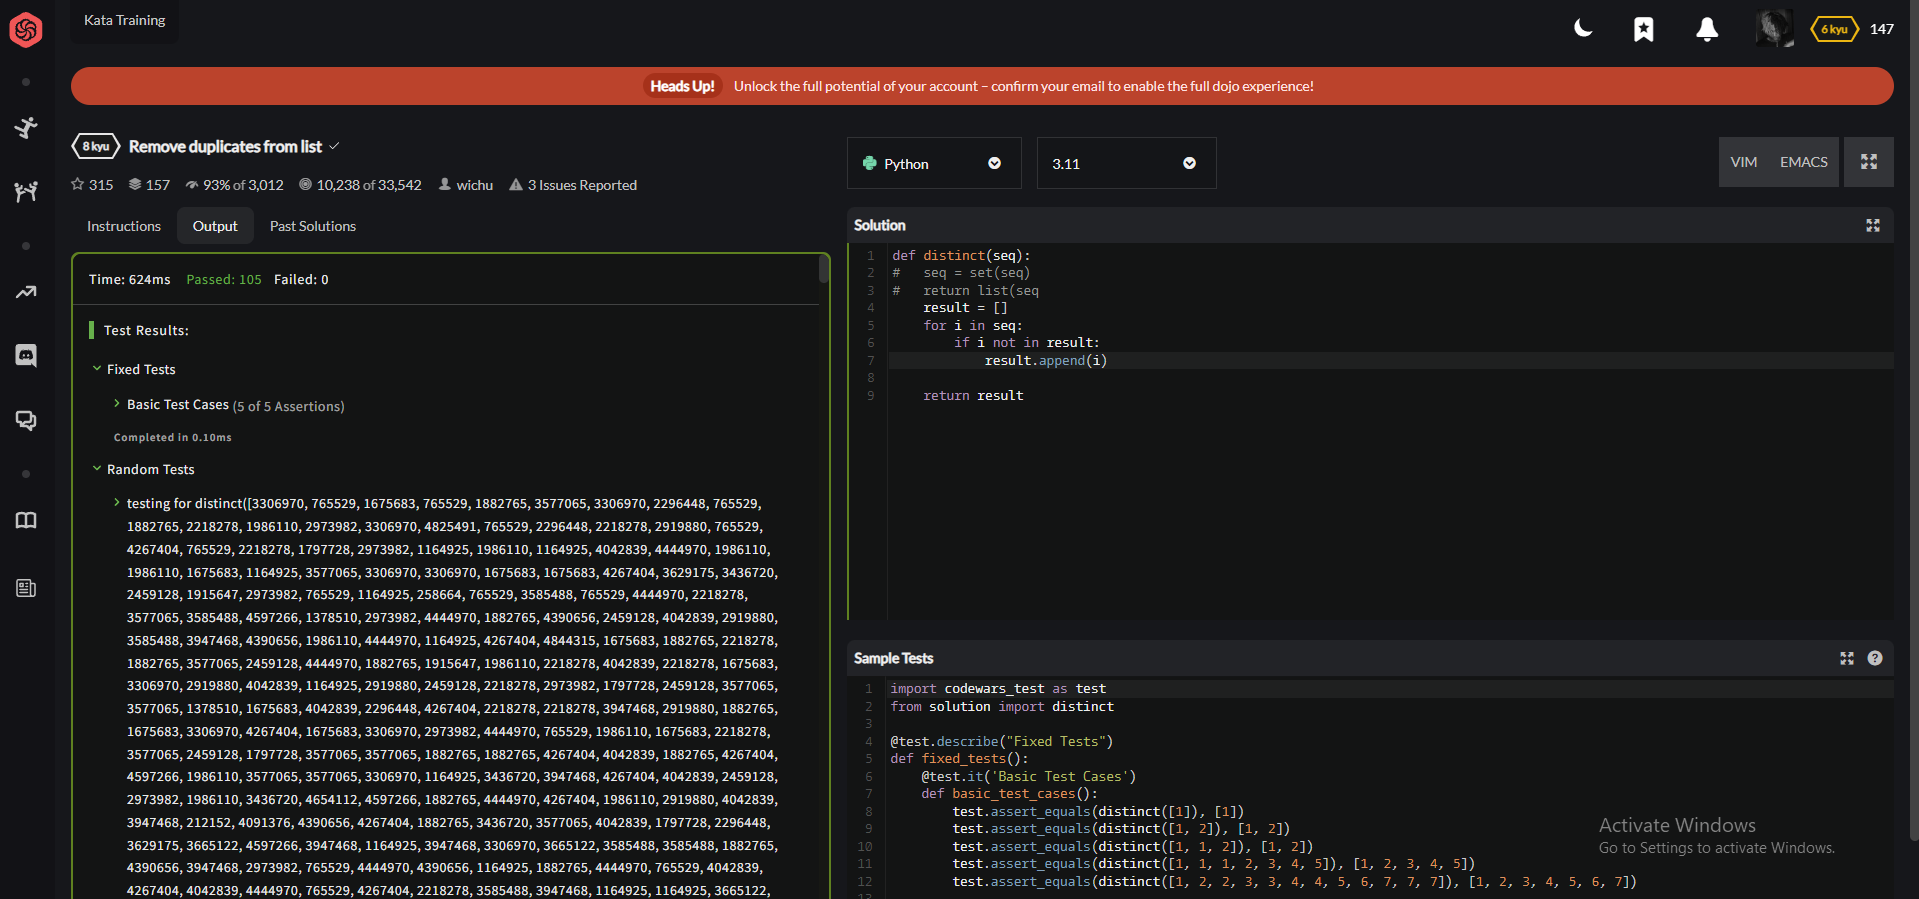 Kata Training
6 kyu 147
Heads Up! Unlock the full potential of your account – confirm your email to enable the full dojo experience!
8 kyu Remove duplicates from list
315 157 93% of 3,012 10,238 of 33,542 wichu 3 Issues Reported
Instructions Output Past Solutions
Time: 624ms Passed: 105 Failed: 0
Test Results:
Fixed Tests
Basic Test Cases (5 of 5 Assertions)
Completed in 0.10ms
Random Tests
testing for distinct([3306970, 765529, 1675683, 765529, 1882765, 3577065, 3306970, 2296448, 765529,
1882765, 2218278, 1986110, 2973982, 3306970, 4825491, 765529, 2296448, 2218278, 2919880, 765529,
4267404, 765529, 2218278, 1797728, 2973982, 1164925, 1986110, 1164925, 4042839, 4444970, 1986110,
1986110, 1675683, 1164925, 3577065, 3306970, 3306970, 1675683, 1675683, 4267404, 3629175, 3436720,
2459128, 1915647, 2973982, 765529, 1164925, 258664, 765529, 3585488, 765529, 4444970, 2218278,
3577065, 3585488, 4597266, 1378510, 2973982, 4444970, 1882765, 4390656, 2459128, 4042839, 2919880,
3585488, 3947468, 4390656, 1986110, 4444970, 1164925, 4267404, 4844315, 1675683, 1882765, 2218278,
1882765, 3577065, 2459128, 4444970, 1882765, 1915647, 1986110, 2218278, 4042839, 2218278, 1675683,
3306970, 2919880, 4042839, 1164925, 2919880, 2459128, 2218278, 2973982, 1797728, 2459128, 3577065,
3577065, 1378510, 1675683, 4042839, 2296448, 4267404, 2218278, 2218278, 3947468, 2919880, 1882765,
1675683, 3306970, 4267404, 1675683, 3306970, 2973982, 4444970, 765529, 1986110, 1675683, 2218278,
3577065, 2459128, 1797728, 3577065, 3577065, 1882765, 1882765, 4267404, 4042839, 1882765, 4267404,
4597266, 1986110, 3577065, 3577065, 3306970, 1164925, 3436720, 3947468, 4267404, 4042839, 2459128,
2973982, 1986110, 3436720, 4654112, 4597266, 1882765, 4444970, 4267404, 1986110, 2919880, 4042839,
3947468, 212152, 4091376, 4390656, 4267404, 1882765, 3436720, 3577065, 4042839, 1797728, 2296448,
3629175, 3665122, 4597266, 3947468, 1164925, 3947468, 3306970, 3665122, 3585488, 3585488, 1882765,
4390656, 3947468, 2973982, 765529, 4444970, 4390656, 1164925, 1882765, 4444970, 765529, 4042839,
4267404, 4042839, 4444970, 765529, 4267404, 2218278, 3585488, 3947468, 1164925, 1164925, 3665122,
Python 3.11 VIM EMACS
Solution
1 def distinct(seq):
2 #   seq = set(seq)
3 #   return list(seq
4     result = []
5     for i in seq:
6         if i not in result:
7             result.append(i)
8
9     return result
Sample Tests
1 import codewars_test as test
2 from solution import distinct
3
4 @test.describe("Fixed Tests")
5 def fixed_tests():
6     @test.it('Basic Test Cases')
7     def basic_test_cases():
8         test.assert_equals(distinct([1]), [1])
9         test.assert_equals(distinct([1, 2]), [1, 2])
10         test.assert_equals(distinct([1, 1, 2]), [1, 2])
11         test.assert_equals(distinct([1, 1, 1, 2, 3, 4, 5]), [1, 2, 3, 4, 5])
12         test.assert_equals(distinct([1, 2, 2, 3, 3, 4, 4, 5, 6, 7, 7, 7]), [1, 2, 3, 4, 5, 6, 7])
13
Activate Windows
Go to Settings to activate Windows.